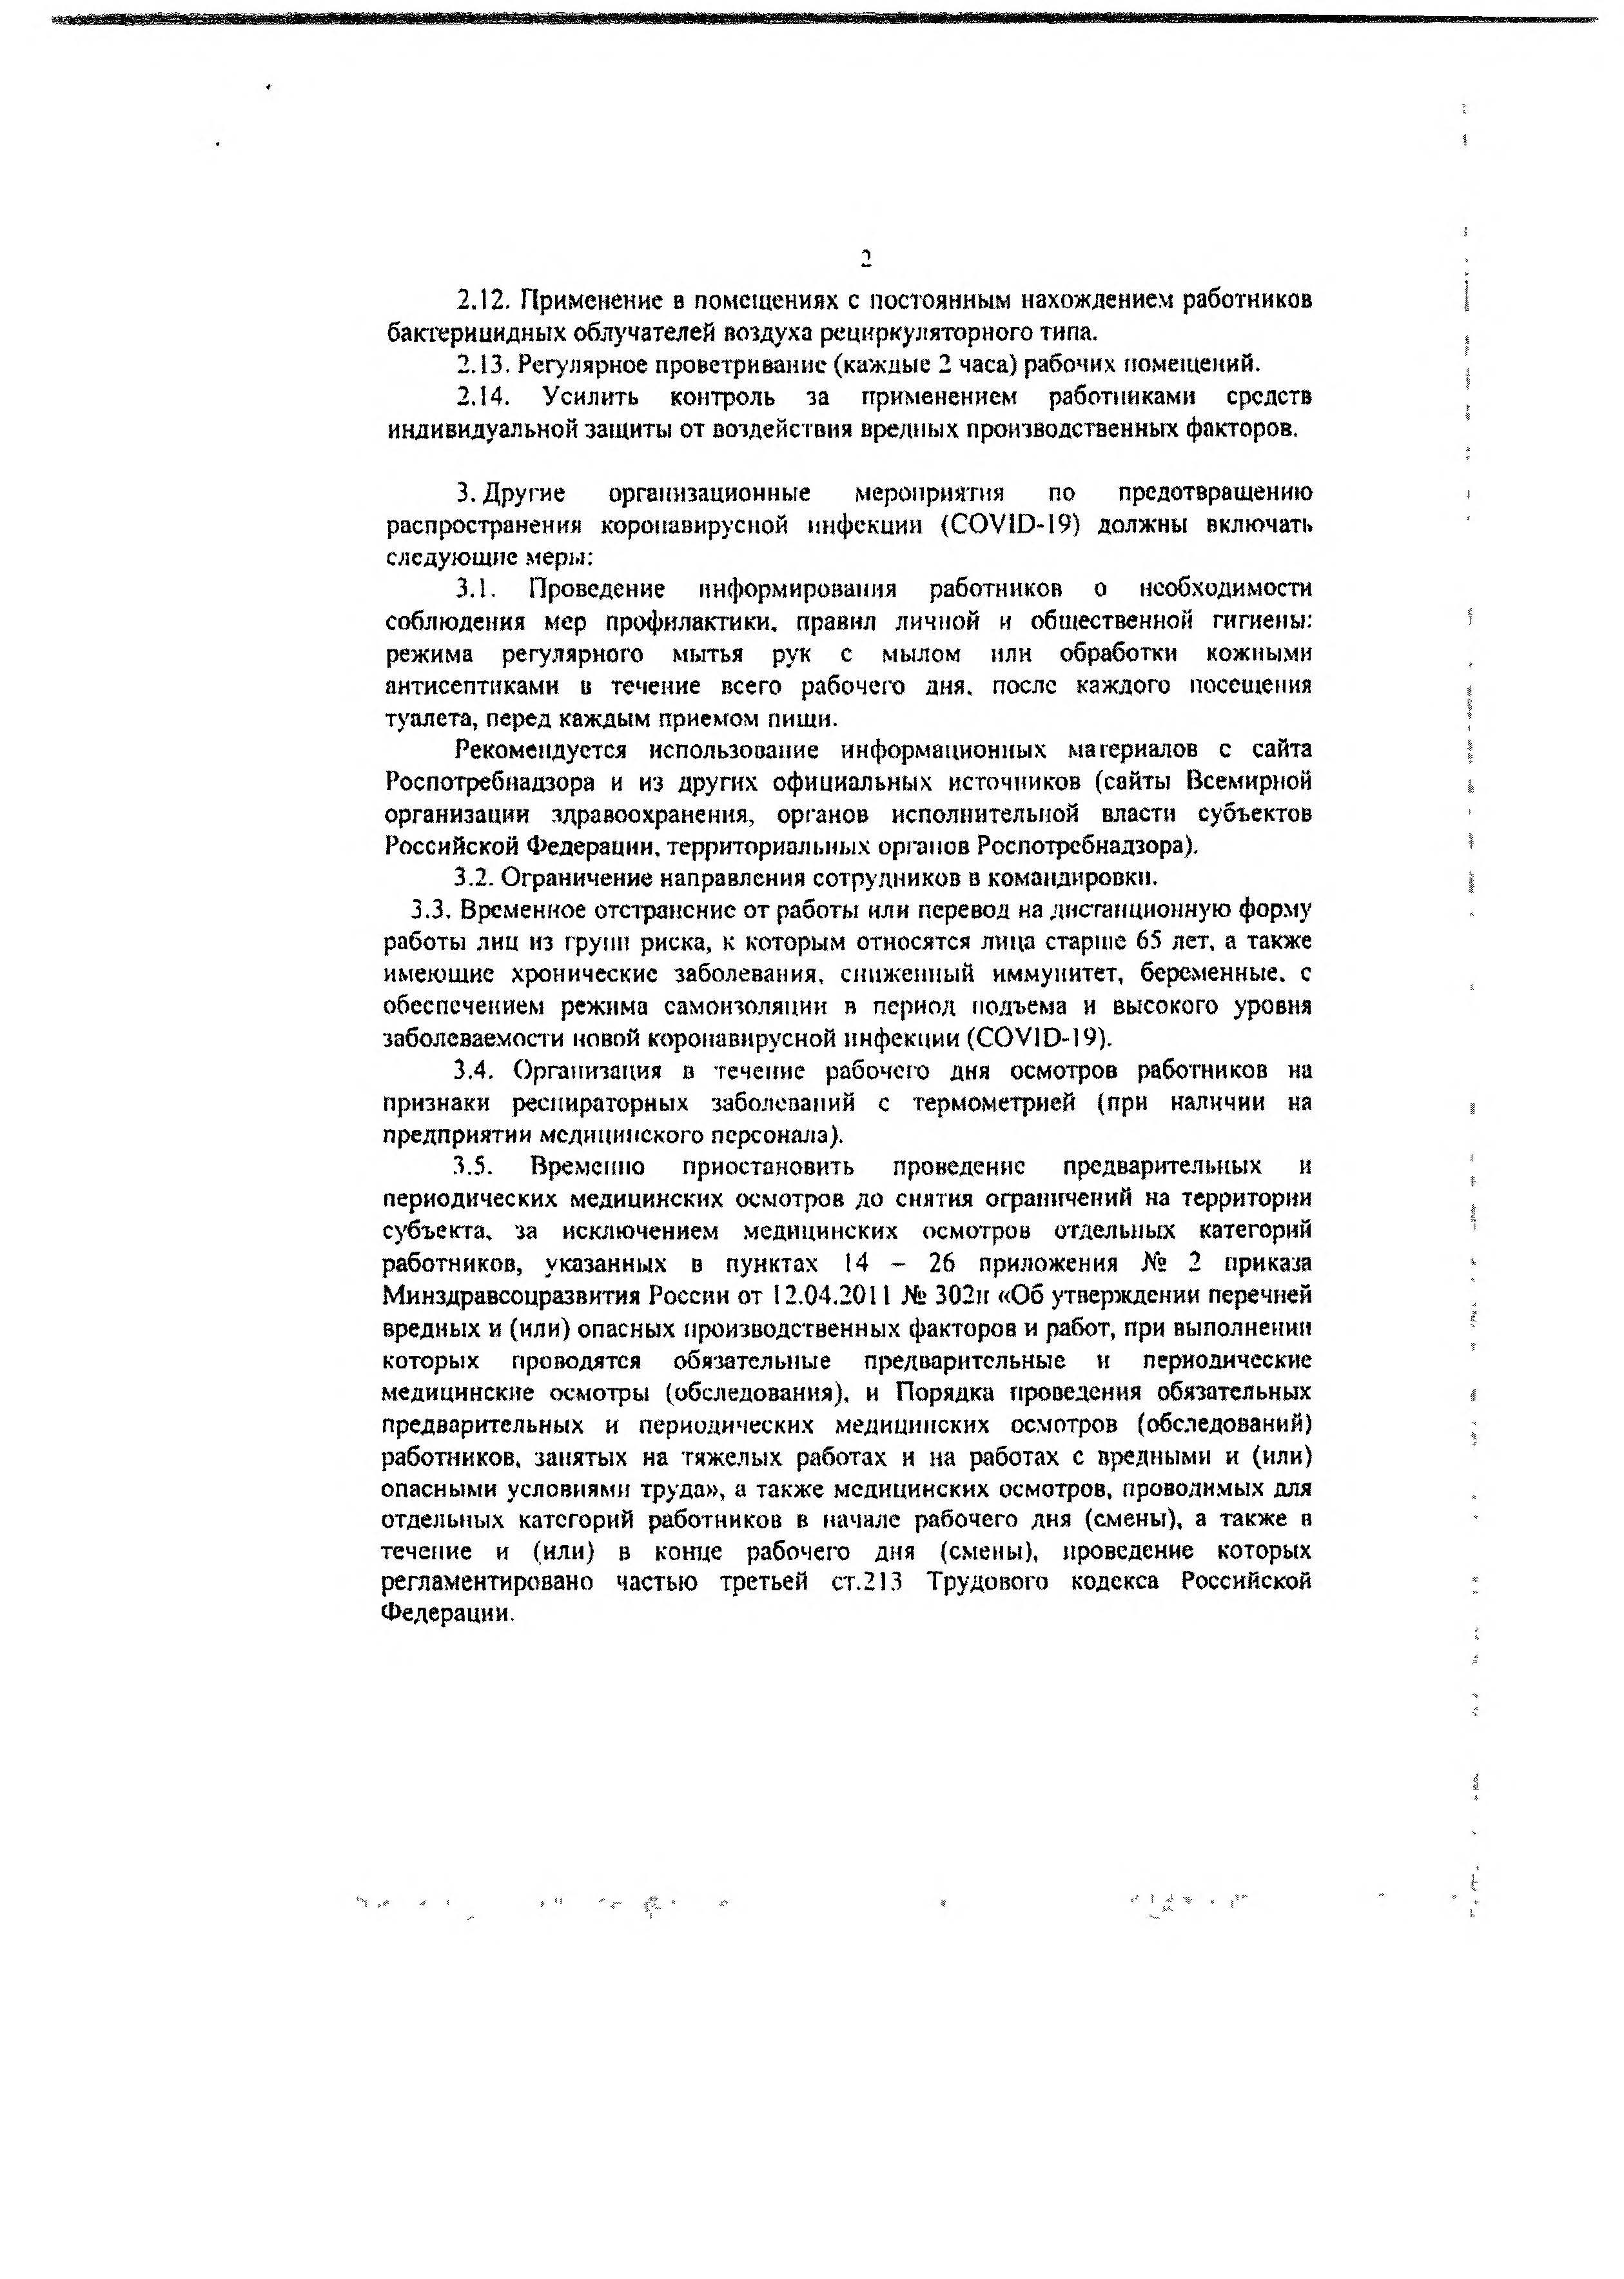 2
2.12. Применение в помещениях с постоянным нахождением работников
бактерицидных облучателей воздуха рециркуляторного типа.
2.13. Регулярное проветривание (каждые 2 часа) рабочих помещений.
2.14. Усилить контроль за применением работниками средств
индивидуальной защиты от воздействия вредных производственных факторов.
3. Другие организационные мероприятия по предотвращению
распространения коронавирусной инфекции (COVID-19) должны включать
следующие меры:
3.1. Проведение информирования работников о необходимости
соблюдения мер профилактики, правил личной и общественной гигиены:
режима регулярного мытья рук с мылом или обработки кожными
антисептиками в течение всего рабочего дня, после каждого посещения
туалета, перед каждым приемом пищи.
Рекомендуется использование информационных материалов с сайта
Роспотребнадзора и из других официальных источников (сайты Всемирной
организации здравоохранения, органов исполнительной власти субъектов
Российской Федерации, территориальных органов Роспотребнадзора).
3.2. Ограничение направления сотрудников в командировки.
3.3. Временное отстранение от работы или перевод на дистанционную форму
работы лиц из групп риска, к которым относятся лица старше 65 лет, а также
имеющие хронические заболевания, сниженный иммунитет, беременные, с
обеспечением режима самоизоляции в период подъема и высокого уровня
заболеваемости новой коронавирусной инфекции (COVID-19).
3.4. Организация в течение рабочего дня осмотров работников на
признаки респираторных заболеваний с термометрией (при наличии на
предприятии медицинского персонала).
3.5. Временно приостановить проведение предварительных и
периодических медицинских осмотров до снятия ограничений на территории
субъекта, за исключением медицинских осмотров отдельных категорий
работников, указанных в пунктах 14 – 26 приложения № 2 приказа
Минздравсоцразвития России от 12.04.2011 № 302н «Об утверждении перечней
вредных и (или) опасных производственных факторов и работ, при выполнении
которых проводятся обязательные предварительные и периодические
медицинские осмотры (обследования), и Порядка проведения обязательных
предварительных и периодических медицинских осмотров (обследований)
работников, занятых на тяжелых работах и на работах с вредными и (или)
опасными условиями труда», а также медицинских осмотров, проводимых для
отдельных категорий работников в начале рабочего дня (смены), а также в
течение и (или) в конце рабочего дня (смены), проведение которых
регламентировано частью третьей ст.213 Трудового кодекса Российской
Федерации.